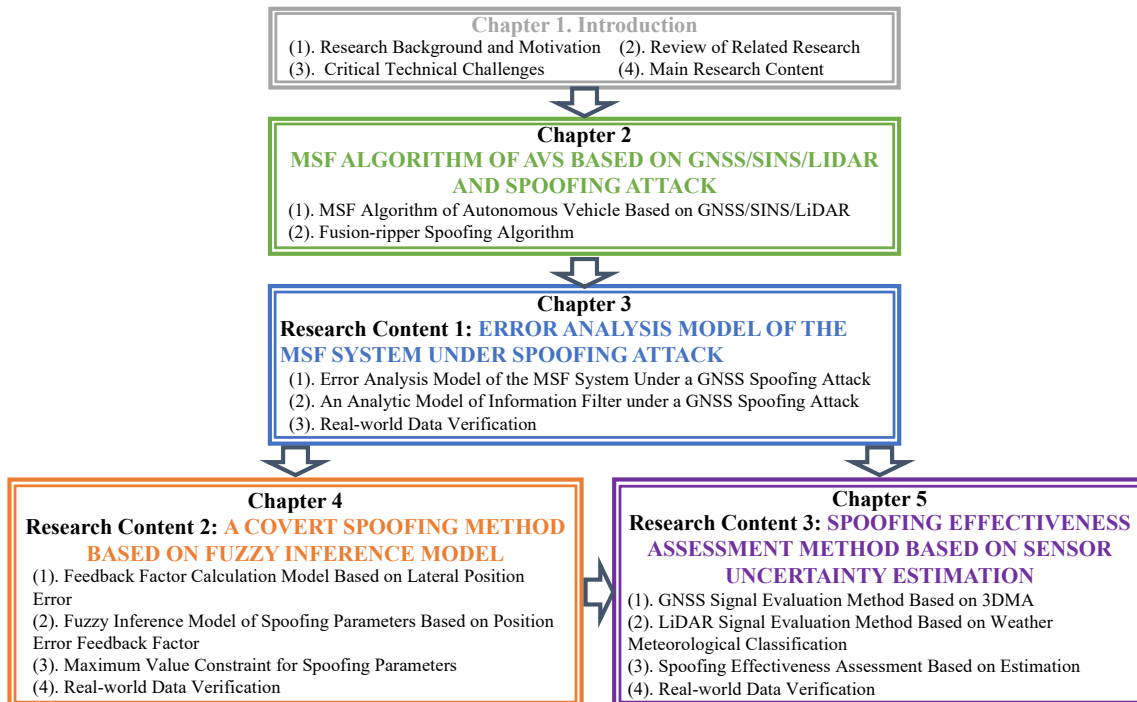 Chapter 1. Introduction
(1). Research Background and Motivation (2). Review of Related Research
(3). Critical Technical Challenges (4). Main Research Content
Chapter 2
MSF ALGORITHM OF AVS BASED ON GNSS/SINS/LIDAR
AND SPOOFING ATTACK
(1). MSF Algorithm of Autonomous Vehicle Based on GNSS/SINS/LiDAR
(2). Fusion-ripper Spoofing Algorithm
Chapter 3
Research Content 1: ERROR ANALYSIS MODEL OF THE
MSF SYSTEM UNDER SPOOFING ATTACK
(1). Error Analysis Model of the MSF System Under a GNSS Spoofing Attack
(2). An Analytic Model of Information Filter under a GNSS Spoofing Attack
(3). Real-world Data Verification
Chapter 4
Research Content 2: A COVERT SPOOFING METHOD
BASED ON FUZZY INFERENCE MODEL
(1). Feedback Factor Calculation Model Based on Lateral Position
Error
(2). Fuzzy Inference Model of Spoofing Parameters Based on Position
Error Feedback Factor
(3). Maximum Value Constraint for Spoofing Parameters
(4). Real-world Data Verification
Chapter 5
Research Content 3: SPOOFING EFFECTIVENESS
ASSESSMENT METHOD BASED ON SENSOR
UNCERTAINTY ESTIMATION
(1). GNSS Signal Evaluation Method Based on 3DMA
(2). LiDAR Signal Evaluation Method Based on Weather
Meteorological Classification
(3). Spoofing Effectiveness Assessment Based on Estimation
(4). Real-world Data Verification